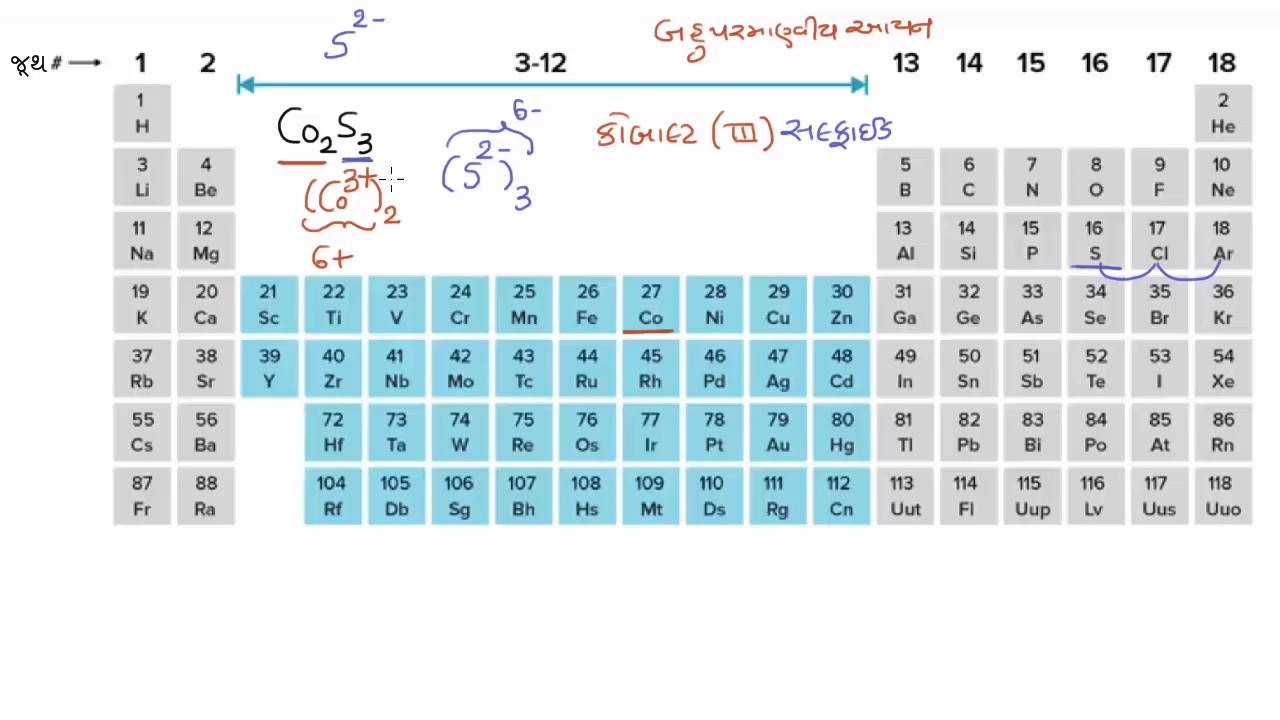 S²⁻
બહુપરમાણ્વીય આયન
જૂથ # → 1 2 3-12 13 14 15 16 17 18
Co₂S₃
6-
કોબાલ્ટ (III) સલ્ફાઇડ
(S²⁻)₃
(Co³⁺)₂
6+
1 2
H He
3 4 5 6 7 8 9 10
Li Be B C N O F Ne
11 12 13 14 15 16 17 18
Na Mg Al Si P S Cl Ar
19 20 21 22 23 24 25 26 27 28 29 30 31 32 33 34 35 36
K Ca Sc Ti V Cr Mn Fe Co Ni Cu Zn Ga Ge As Se Br Kr
37 38 39 40 41 42 43 44 45 46 47 48 49 50 51 52 53 54
Rb Sr Y Zr Nb Mo Tc Ru Rh Pd Ag Cd In Sn Sb Te I Xe
55 56 72 73 74 75 76 77 78 79 80 81 82 83 84 85 86
Cs Ba Hf Ta W Re Os Ir Pt Au Hg Tl Pb Bi Po At Rn
87 88 104 105 106 107 108 109 110 111 112 113 114 115 116 117 118
Fr Ra Rf Db Sg Bh Hs Mt Ds Rg Cn Uut Fl Uup Lv Uus Uuo